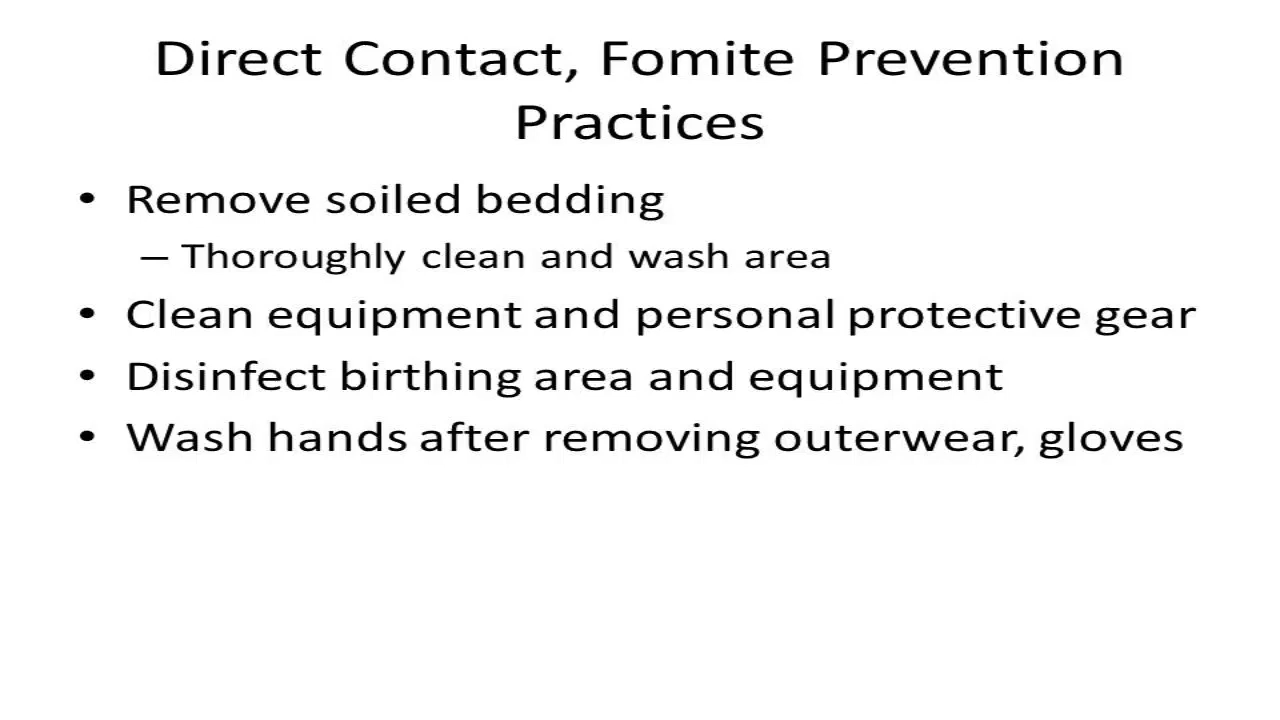 Direct Contact, Fomite Prevention
Practices
• Remove soiled bedding
– Thoroughly clean and wash area
• Clean equipment and personal protective gear
• Disinfect birthing area and equipment
• Wash hands after removing outerwear, gloves